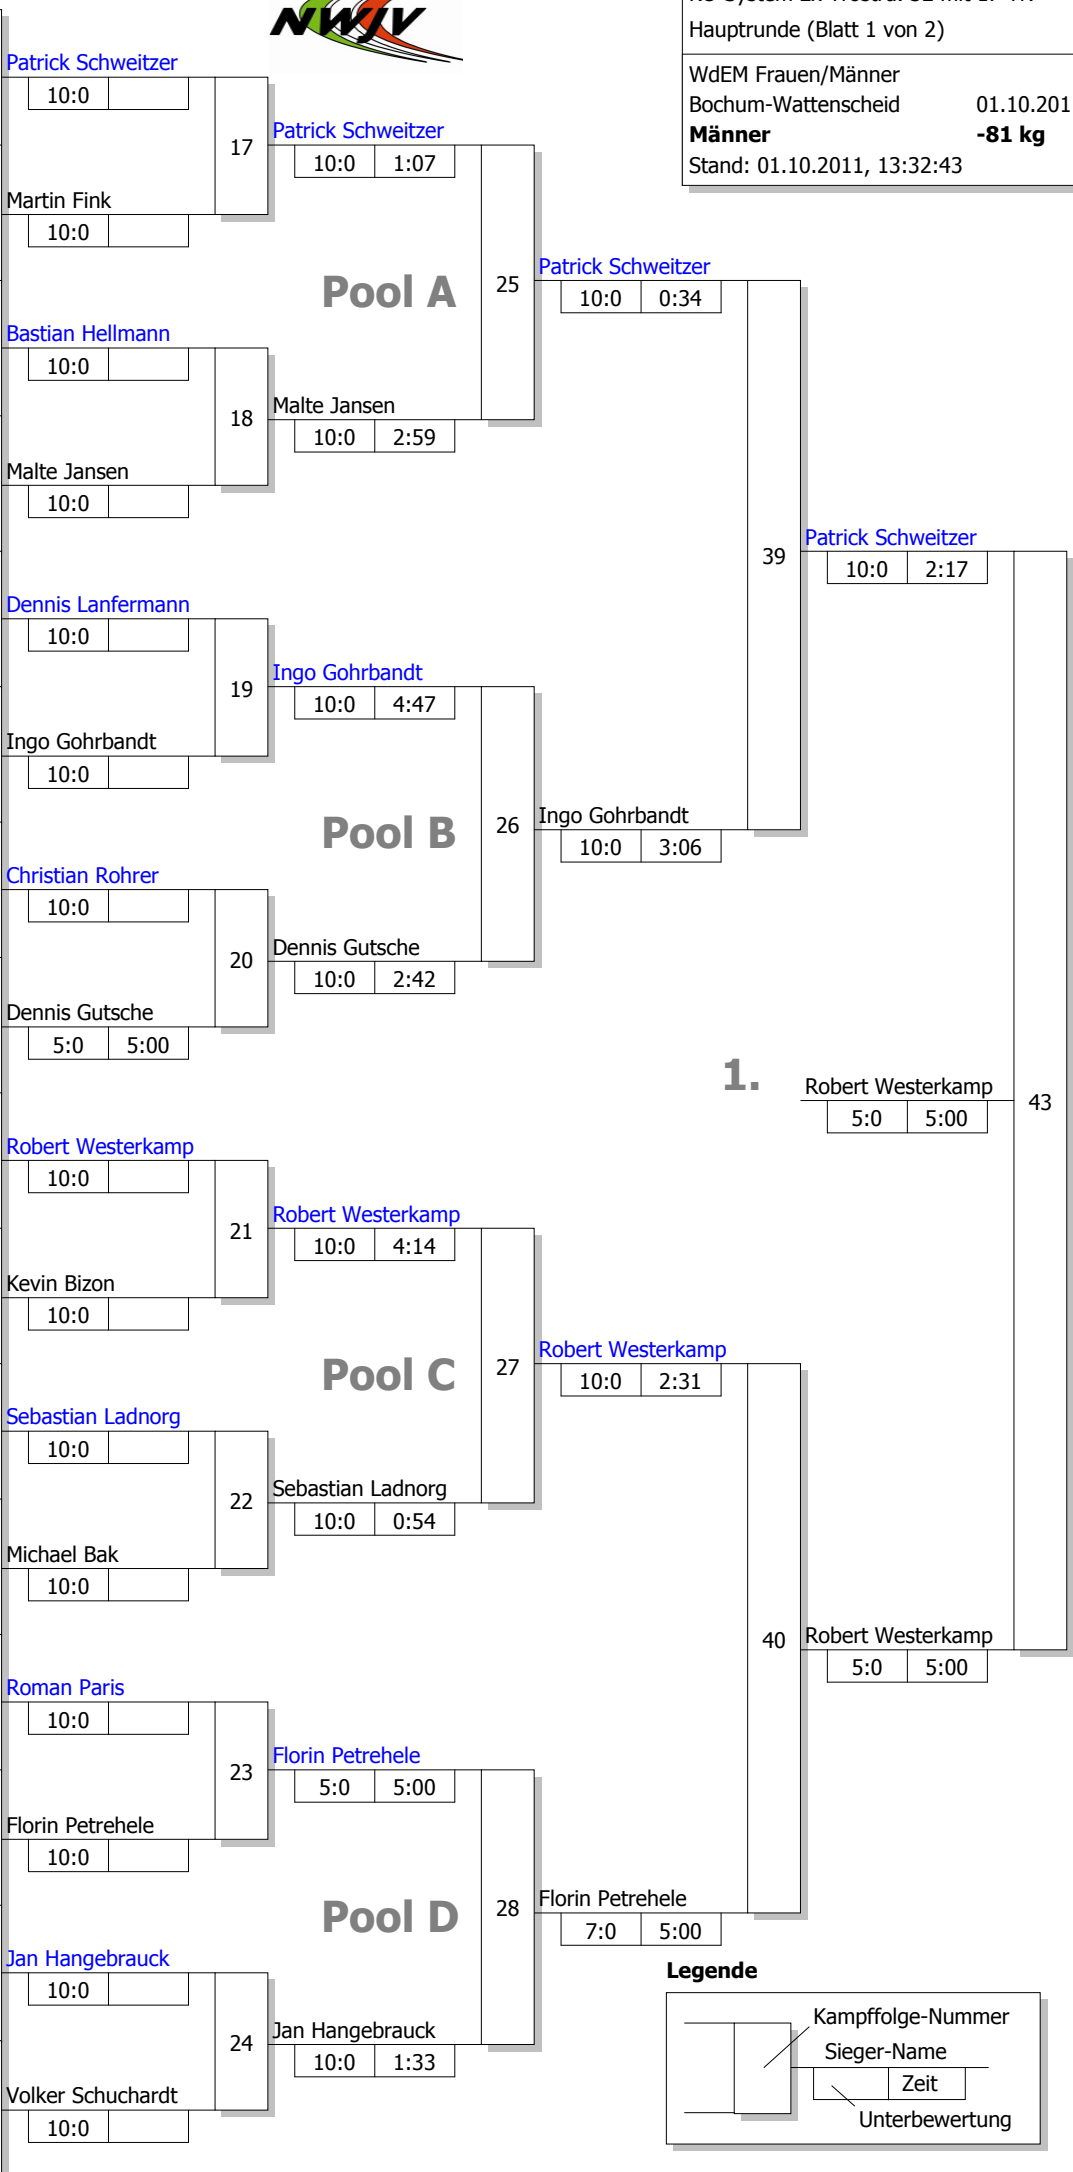 NWJV
Hauptrunde (Blatt 1 von 2)
WdEM Frauen/Männer
Bochum-Wattenscheid 01.10.201
Männer -81 kg
Stand: 01.10.2011, 13:32:43
Patrick Schweitzer
10:0
17
Martin Fink
10:0
Patrick Schweitzer
10:0 1:07
Pool A
25
Bastian Hellmann
10:0
18
Malte Jansen
10:0
Malte Jansen
10:0 2:59
Patrick Schweitzer
10:0 0:34
39
Dennis Lanfermann
10:0
19
Ingo Gohrbandt
10:0
Ingo Gohrbandt
10:0 4:47
Pool B
26
Christian Rohrer
10:0
20
Dennis Gutsche
5:0 5:00
Dennis Gutsche
10:0 2:42
Ingo Gohrbandt
10:0 3:06
Patrick Schweitzer
10:0 2:17
1.
Robert Westerkamp
5:0 5:00
43
Robert Westerkamp
10:0
21
Kevin Bizon
10:0
Robert Westerkamp
10:0 4:14
Pool C
27
Sebastian Ladnorg
10:0
22
Michael Bak
10:0
Sebastian Ladnorg
10:0 0:54
Robert Westerkamp
10:0 2:31
40
Robert Westerkamp
5:0 5:00
Roman Paris
10:0
23
Florin Petrehele
10:0
Florin Petrehele
5:0 5:00
Pool D
28
Jan Hangebrauck
10:0
24
Volker Schuchardt
10:0
Jan Hangebrauck
10:0 1:33
Florin Petrehele
7:0 5:00
Legende
Kampffolge-Nummer
Sieger-Name
Zeit
Unterbewertung